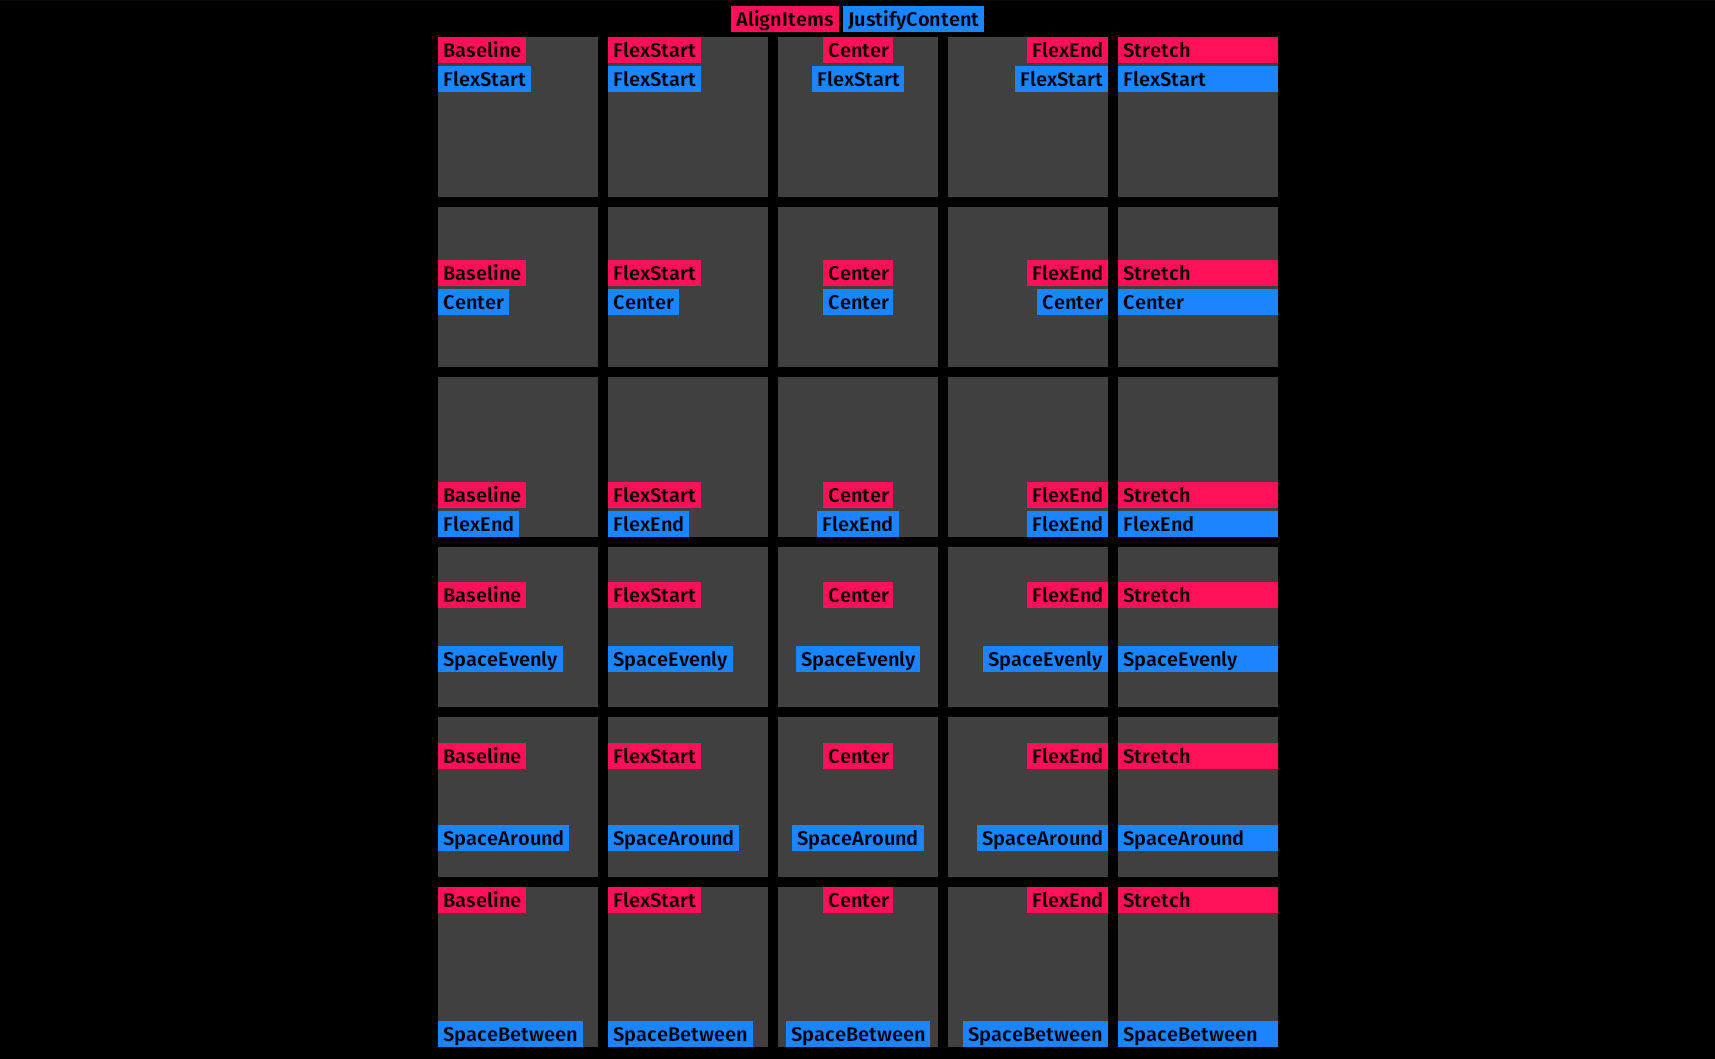 AlignItems JustifyContent
Baseline FlexStart Center FlexEnd Stretch
FlexStart FlexStart FlexStart FlexStart FlexStart
Baseline FlexStart Center FlexEnd Stretch
Center Center Center Center Center
Baseline FlexStart Center FlexEnd Stretch
FlexEnd FlexEnd FlexEnd FlexEnd FlexEnd
Baseline FlexStart Center FlexEnd Stretch
SpaceEvenly SpaceEvenly SpaceEvenly SpaceEvenly SpaceEvenly
Baseline FlexStart Center FlexEnd Stretch
SpaceAround SpaceAround SpaceAround SpaceAround SpaceAround
Baseline FlexStart Center FlexEnd Stretch
SpaceBetween SpaceBetween SpaceBetween SpaceBetween SpaceBetween